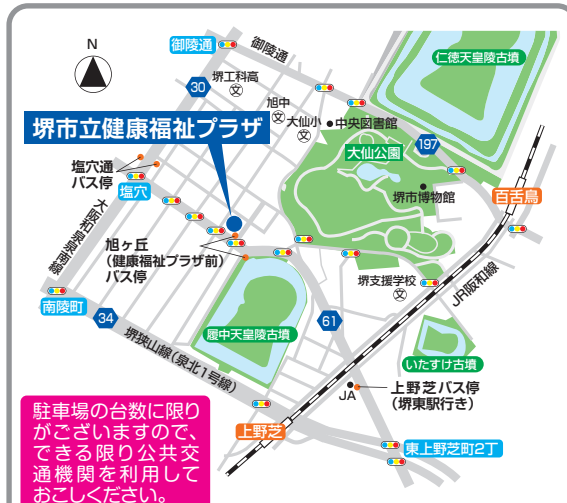 N
御陵通
御陵通
仁徳天皇陵古墳
堺工科高
文
30
旭中
文
大仙小
文
中央図書館
197
堺市立健康福祉プラザ
大仙公園
塩穴通
バス停
塩穴
堺市博物館
百舌鳥
大阪和泉泉南線
旭ヶ丘
（健康福祉プラザ前）
バス停
堺支援学校
文
JR阪和線
南陵町
34
履中天皇陵古墳
61
堺狭山線（泉北1号線）
いたすけ古墳
JA
上野芝バス停
（堺東駅行き）
上野芝
東上野芝町2丁
駐車場の台数に限り
がございますので、
できる限り公共交
通機関を利用して
おこしください。